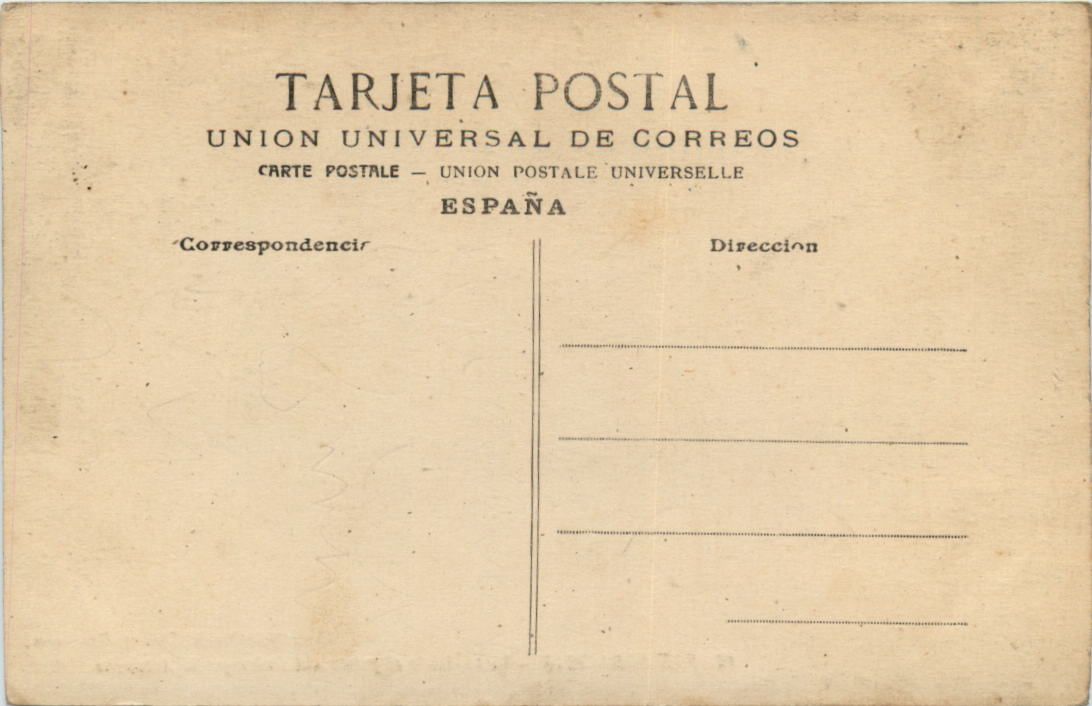 TARJETA POSTAL
UNION UNIVERSAL DE CORREOS
CARTE POSTALE — UNION POSTALE UNIVERSELLE
ESPAÑA
Correspondencia
Direccion